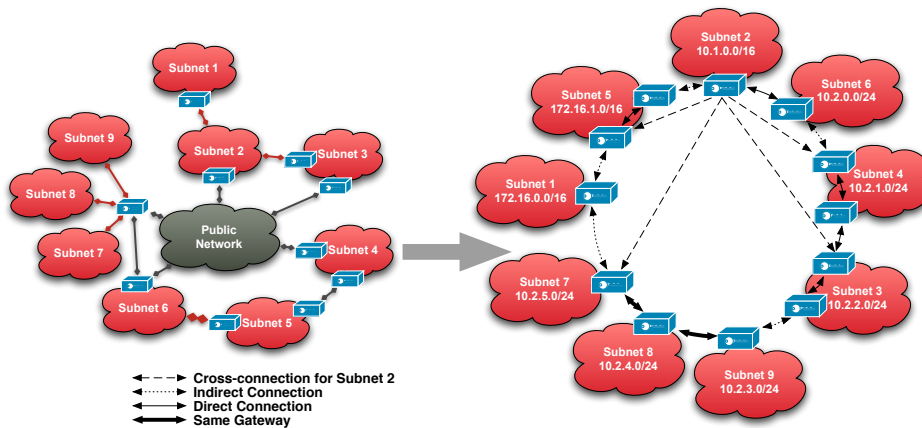 Subnet 1
Subnet 9
Subnet 2
Subnet 3
Subnet 8
Subnet 7
Public
Network
Subnet 4
Subnet 6
Subnet 5
Cross-connection for Subnet 2
Indirect Connection
Direct Connection
Same Gateway
Subnet 2
10.1.0.0/16
Subnet 5
172.16.1.0/16
Subnet 6
10.2.0.0/24
Subnet 1
172.16.0.0/16
Subnet 4
10.2.1.0/24
Subnet 7
10.2.5.0/24
Subnet 3
10.2.2.0/24
Subnet 8
10.2.4.0/24
Subnet 9
10.2.3.0/24